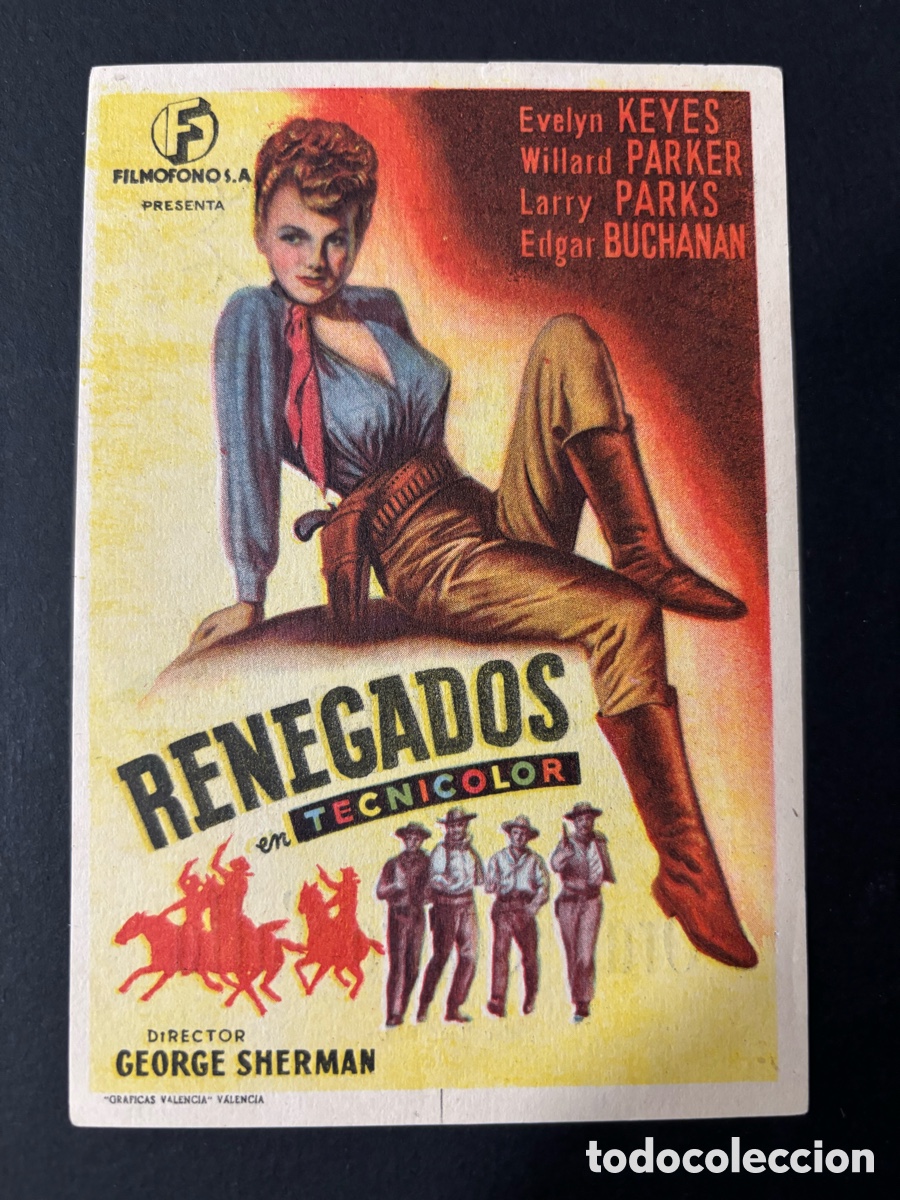 F
FILMOFONO S.A
PRESENTA
Evelyn KEYES
Willard PARKER
Larry PARKS
Edgar BUCHANAN
RENEGADOS
en TECNICOLOR
DIRECTOR
GEORGE SHERMAN
"GRAFICAS VALENCIA" VALENCIA
todocoleccion